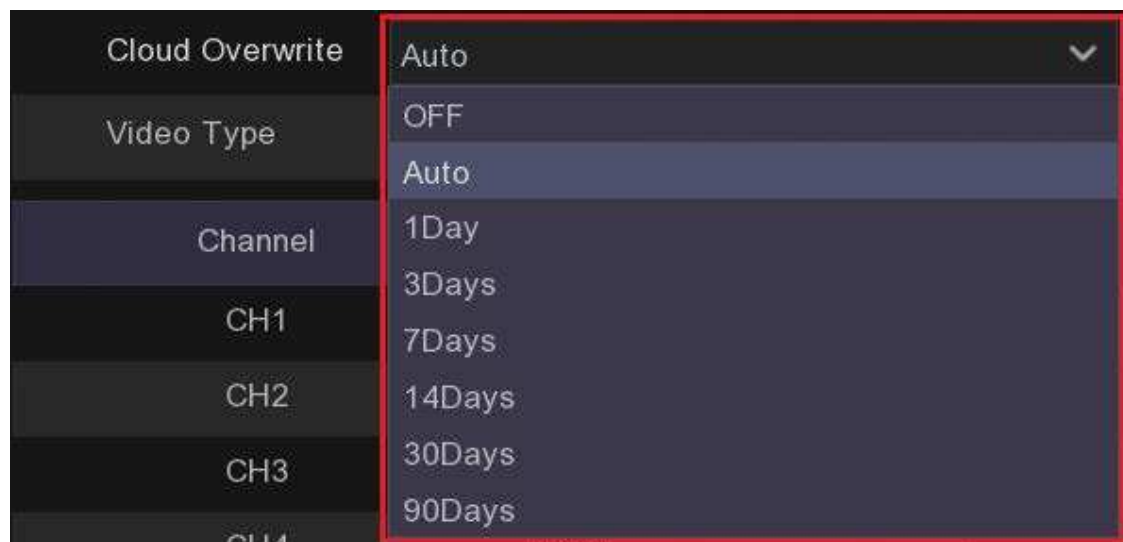 Cloud Overwrite Auto
OFF
Video Type
Auto
Channel
1Day
3Days
CH1
7Days
CH2
14Days
CH3
30Days
90Days